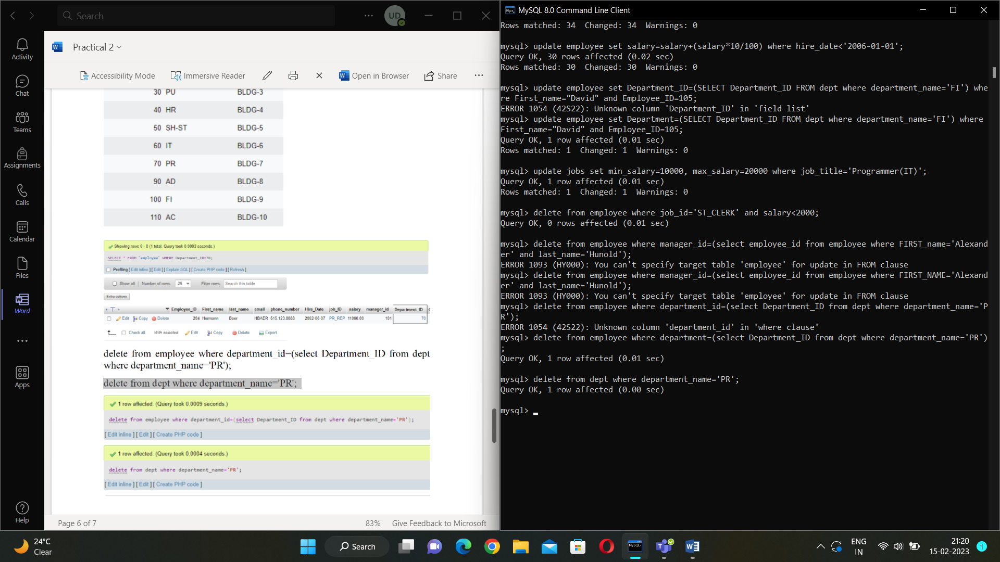 Search
UD
Activity
Chat
Teams
Assignments
Calls
Calendar
Files
Word
Apps
Help
Practical 2
Accessibility Mode
Immersive Reader
Open in Browser
Share
30 PU BLDG-3
40 HR BLDG-4
50 SH-ST BLDG-5
60 IT BLDG-6
70 PR BLDG-7
90 AD BLDG-8
100 FI BLDG-9
110 AC BLDG-10
Showing rows 0 - 0 (1 total, Query took 0.0003 seconds.)
SELECT * FROM `employee` WHERE Department_ID=70;
Profiling [ Edit inline ] [ Edit ] [ Explain SQL ] [ Create PHP code ] [ Refresh ]
Show all | Number of rows: 25 Filter rows: Search this table
Extra options
Employee_ID First_name last_name email phone_number Hire_Date job_ID salary manager_id Department_ID
Edit Copy Delete 204 Hermann Baer HBAER 515.123.8888 2002-06-07 PR_REP 11000.00 101 70
Check all With selected: Edit Copy Delete Export
delete from employee where department_id=(select Department_ID from dept
where department_name='PR');
delete from dept where department_name='PR';
1 row affected. (Query took 0.0009 seconds.)
delete from employee where department_id=(select Department_ID from dept where department_name='PR');
[ Edit inline ] [ Edit ] [ Create PHP code ]
1 row affected. (Query took 0.0004 seconds.)
delete from dept where department_name='PR';
[ Edit inline ] [ Edit ] [ Create PHP code ]
Page 6 of 7
83%
Give Feedback to Microsoft
MySQL 8.0 Command Line Client
Rows matched: 34  Changed: 34  Warnings: 0
mysql> update employee set salary=salary+(salary*10/100) where hire_date<'2006-01-01';
Query OK, 30 rows affected (0.02 sec)
Rows matched: 30  Changed: 30  Warnings: 0
mysql> update employee set Department_ID=(SELECT Department_ID FROM dept where department_name='FI') whe
re First_name="David" and Employee_ID=105;
ERROR 1054 (42S22): Unknown column 'Department_ID' in 'field list'
mysql> update employee set Department=(SELECT Department_ID FROM dept where department_name='FI') where
First_name="David" and Employee_ID=105;
Query OK, 1 row affected (0.01 sec)
Rows matched: 1  Changed: 1  Warnings: 0
mysql> update jobs set min_salary=10000, max_salary=20000 where job_title='Programmer(IT)';
Query OK, 1 row affected (0.01 sec)
Rows matched: 1  Changed: 1  Warnings: 0
mysql> delete from employee where job_id='ST_CLERK' and salary<2000;
Query OK, 0 rows affected (0.01 sec)
mysql> delete from employee where manager_id=(select employee_id from employee where FIRST_name='Alexand
er' and last_name='Hunold');
ERROR 1093 (HY000): You can't specify target table 'employee' for update in FROM clause
mysql> delete from employee where manager_id=(select employee_id from employee where FIRST_NAME='Alexand
er' and last_name='Hunold');
ERROR 1093 (HY000): You can't specify target table 'employee' for update in FROM clause
mysql> delete from employee where department_id=(select Department_ID from dept where department_name='P
R');
ERROR 1054 (42S22): Unknown column 'department_id' in 'where clause'
mysql> delete from employee where department=(select Department_ID from dept where department_name='PR')
;
Query OK, 1 row affected (0.01 sec)
mysql> delete from dept where department_name='PR';
Query OK, 1 row affected (0.00 sec)
mysql>
24°C
Clear
Search
ENG
IN
21:20
15-02-2023
1